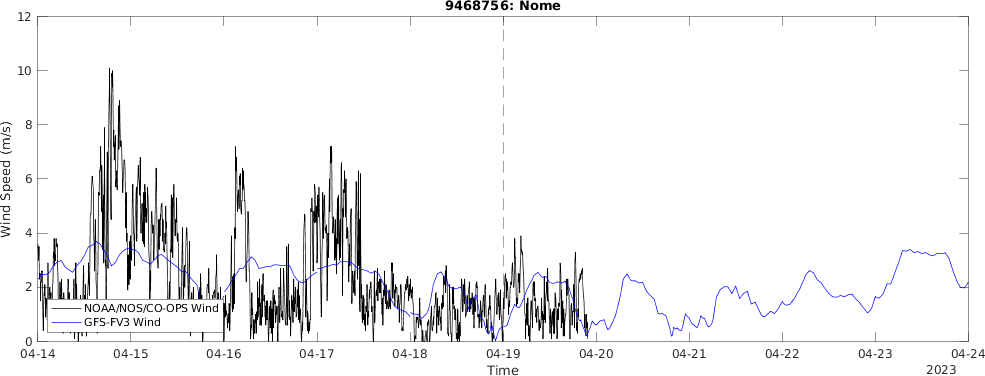 9468756: Nome
12
10
8
6
4
2
0
Wind Speed (m/s)
NOAA/NOS/CO-OPS Wind
GFS-FV3 Wind
04-14 04-15 04-16 04-17 04-18 04-19 04-20 04-21 04-22 04-23 04-24
Time
2023